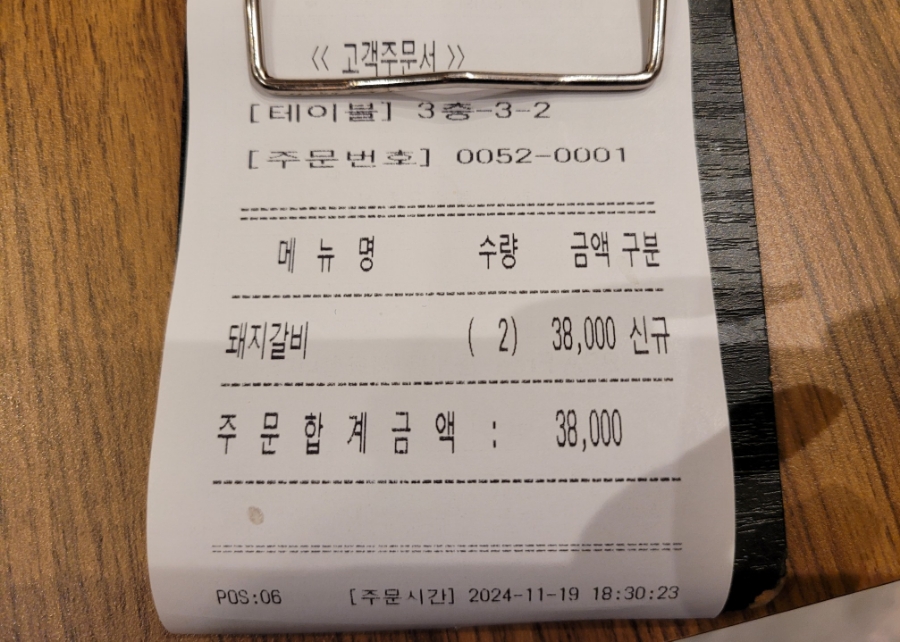 《 고객주문서 》
[테이블] 3층-3-2
[주문번호] 0052-0001
메 뉴 명 수량 금액 구분
돼지갈비 ( 2) 38,000 신규
주 문 합 계 금 액 : 38,000
POS:06 [주문시간] 2024-11-19 18:30:23